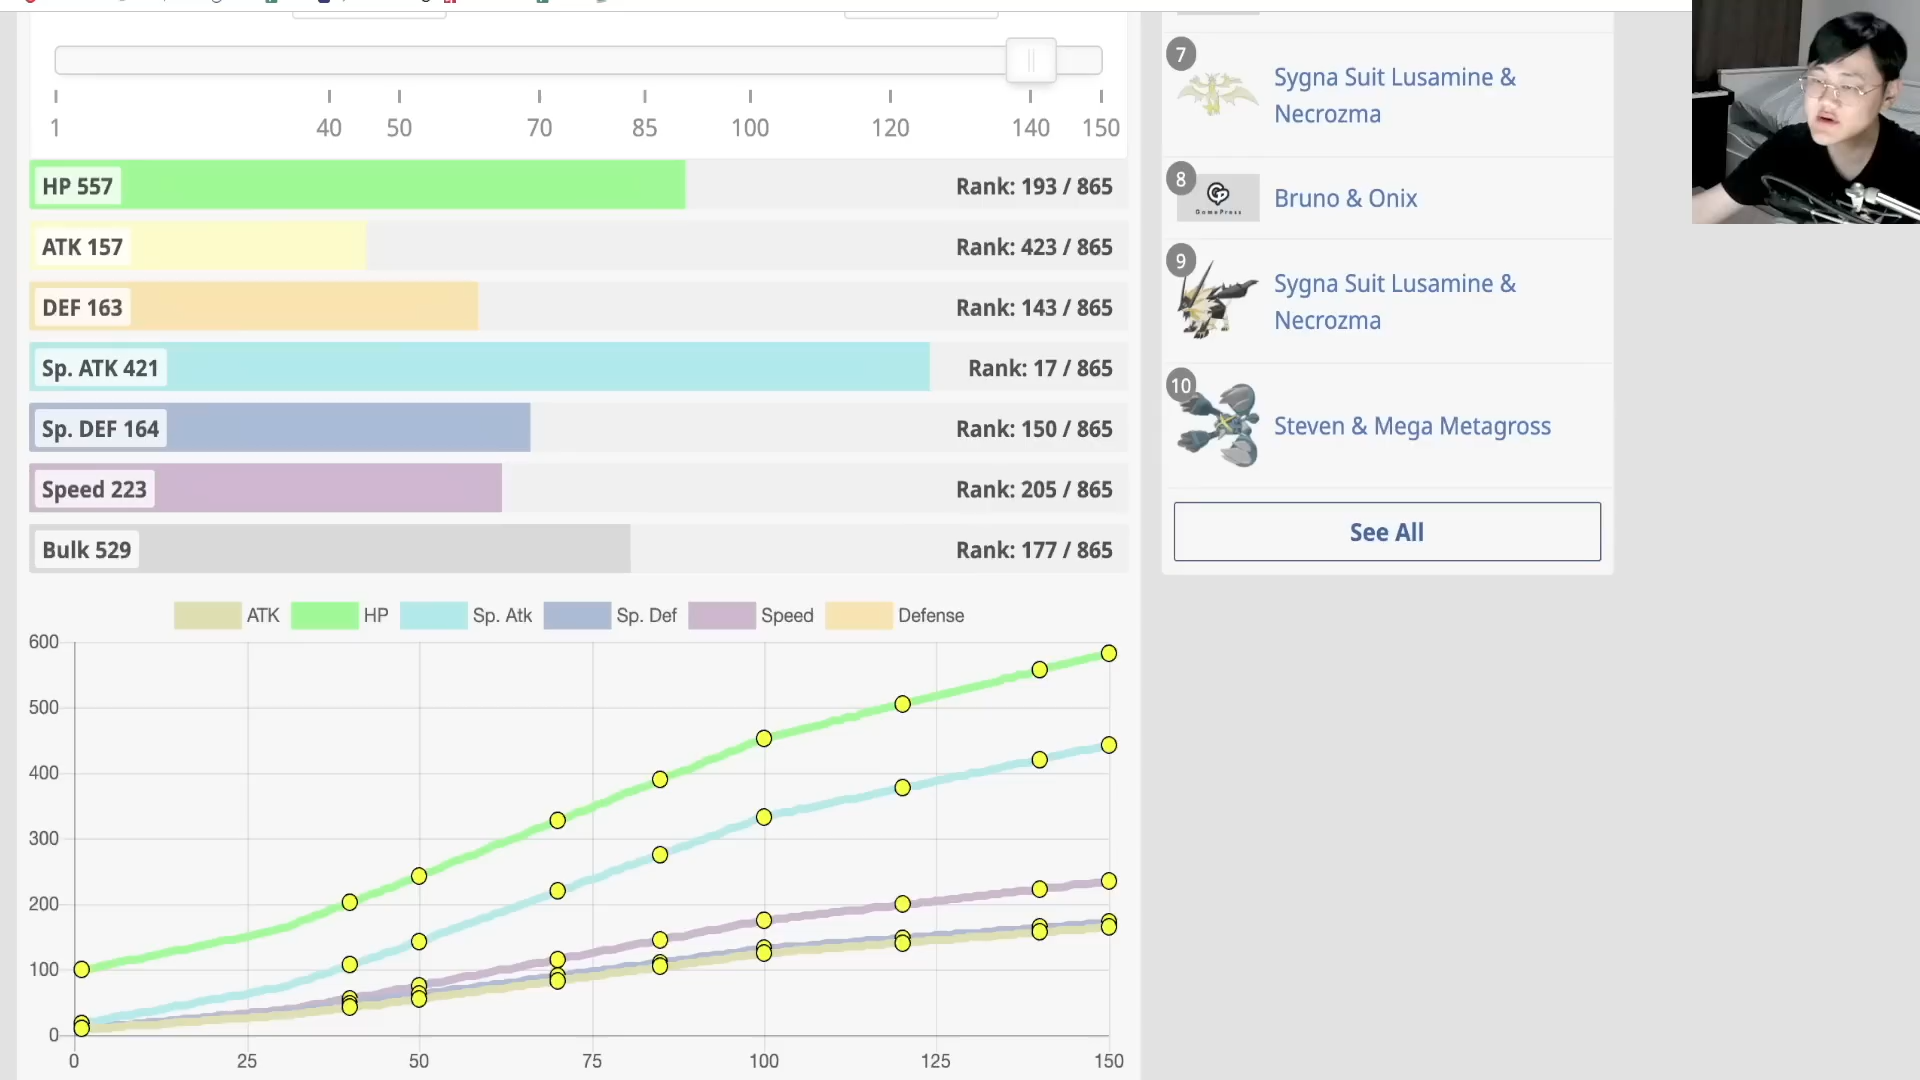 1 40 50 70 85 100 120 140 150
HP 557 Rank: 193 / 865
ATK 157 Rank: 423 / 865
DEF 163 Rank: 143 / 865
Sp. ATK 421 Rank: 17 / 865
Sp. DEF 164 Rank: 150 / 865
Speed 223 Rank: 205 / 865
Bulk 529 Rank: 177 / 865
ATK HP Sp. Atk Sp. Def Speed Defense
600
500
400
300
200
100
0
0 25 50 75 100 125 150
7
Sygna Suit Lusamine &
Necrozma
8
GamePress
Bruno & Onix
9
Sygna Suit Lusamine &
Necrozma
10
Steven & Mega Metagross
See All